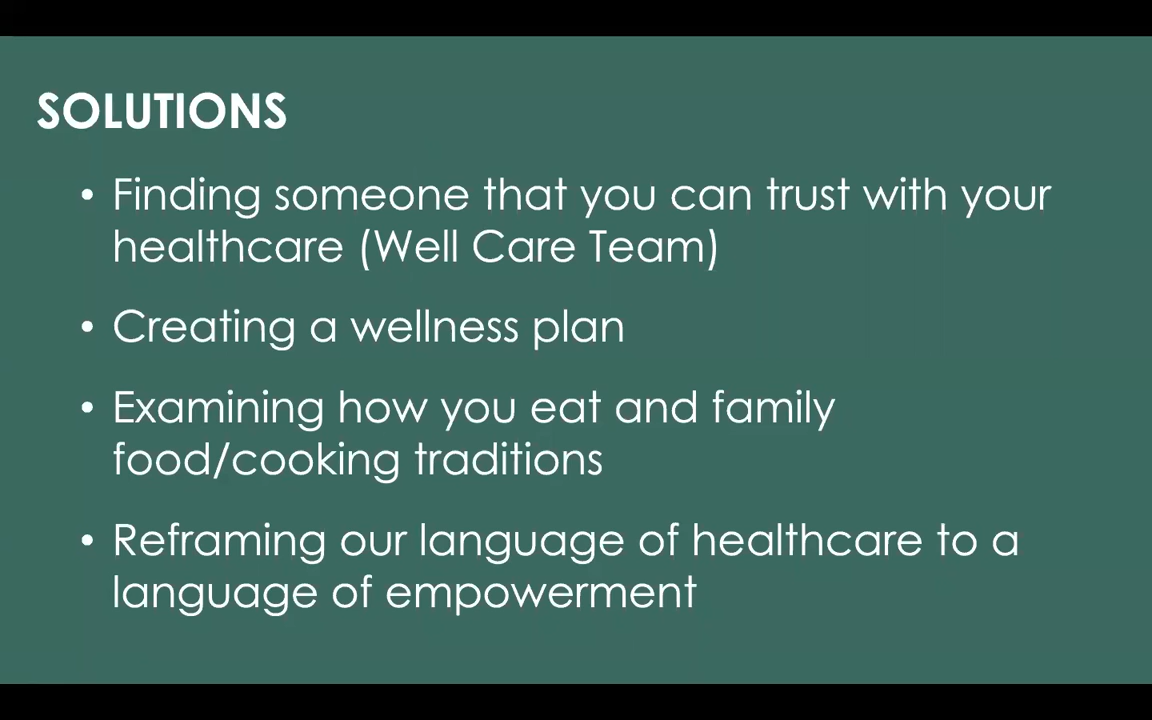 SOLUTIONS
• Finding someone that you can trust with your
healthcare (Well Care Team)
• Creating a wellness plan
• Examining how you eat and family
food/cooking traditions
• Reframing our language of healthcare to a
language of empowerment